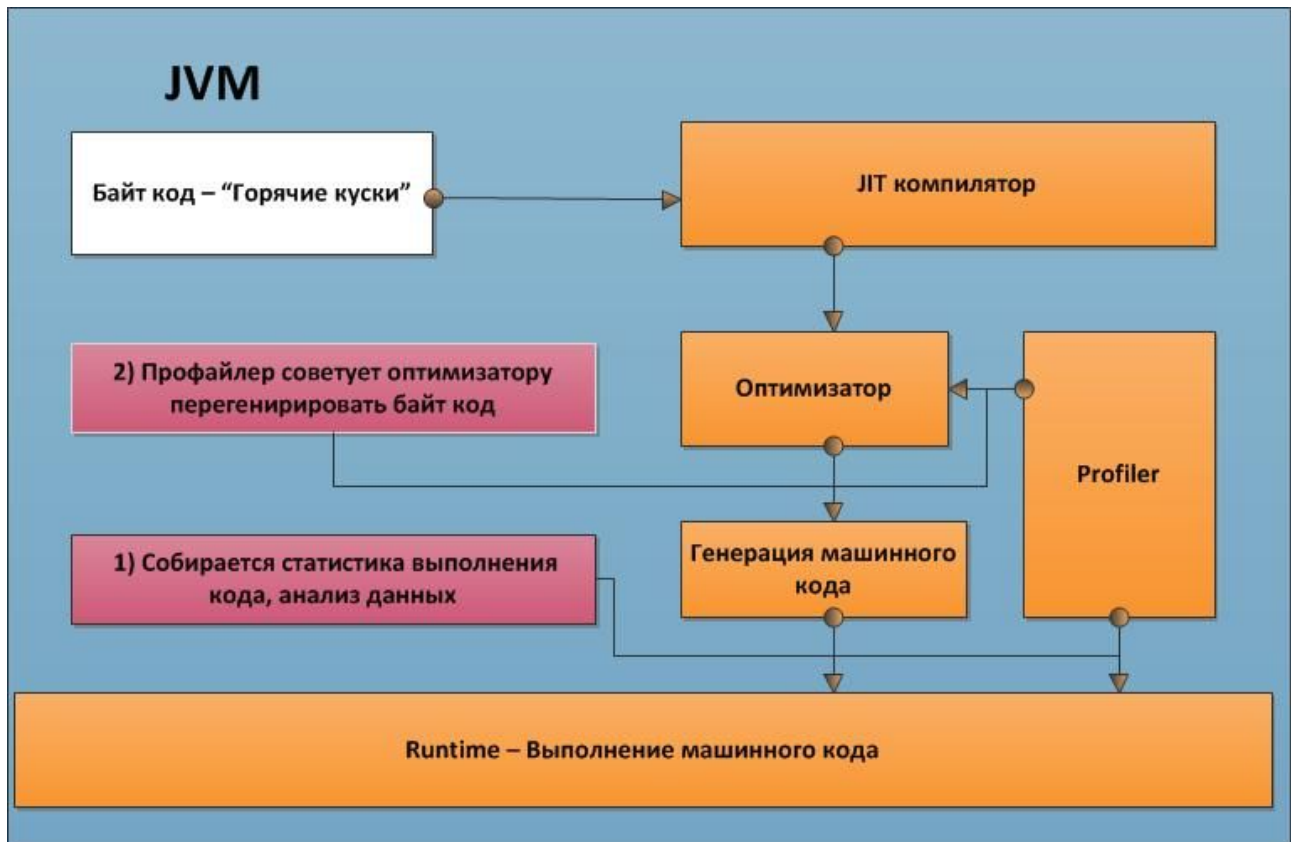 JVM
Байт код – “Горячие куски”
JIT компилятор
2) Профайлер советует оптимизатору
перегенирировать байт код
Оптимизатор
Profiler
1) Собирается статистика выполнения
кода, анализ данных
Генерация машинного
кода
Runtime – Выполнение машинного кода